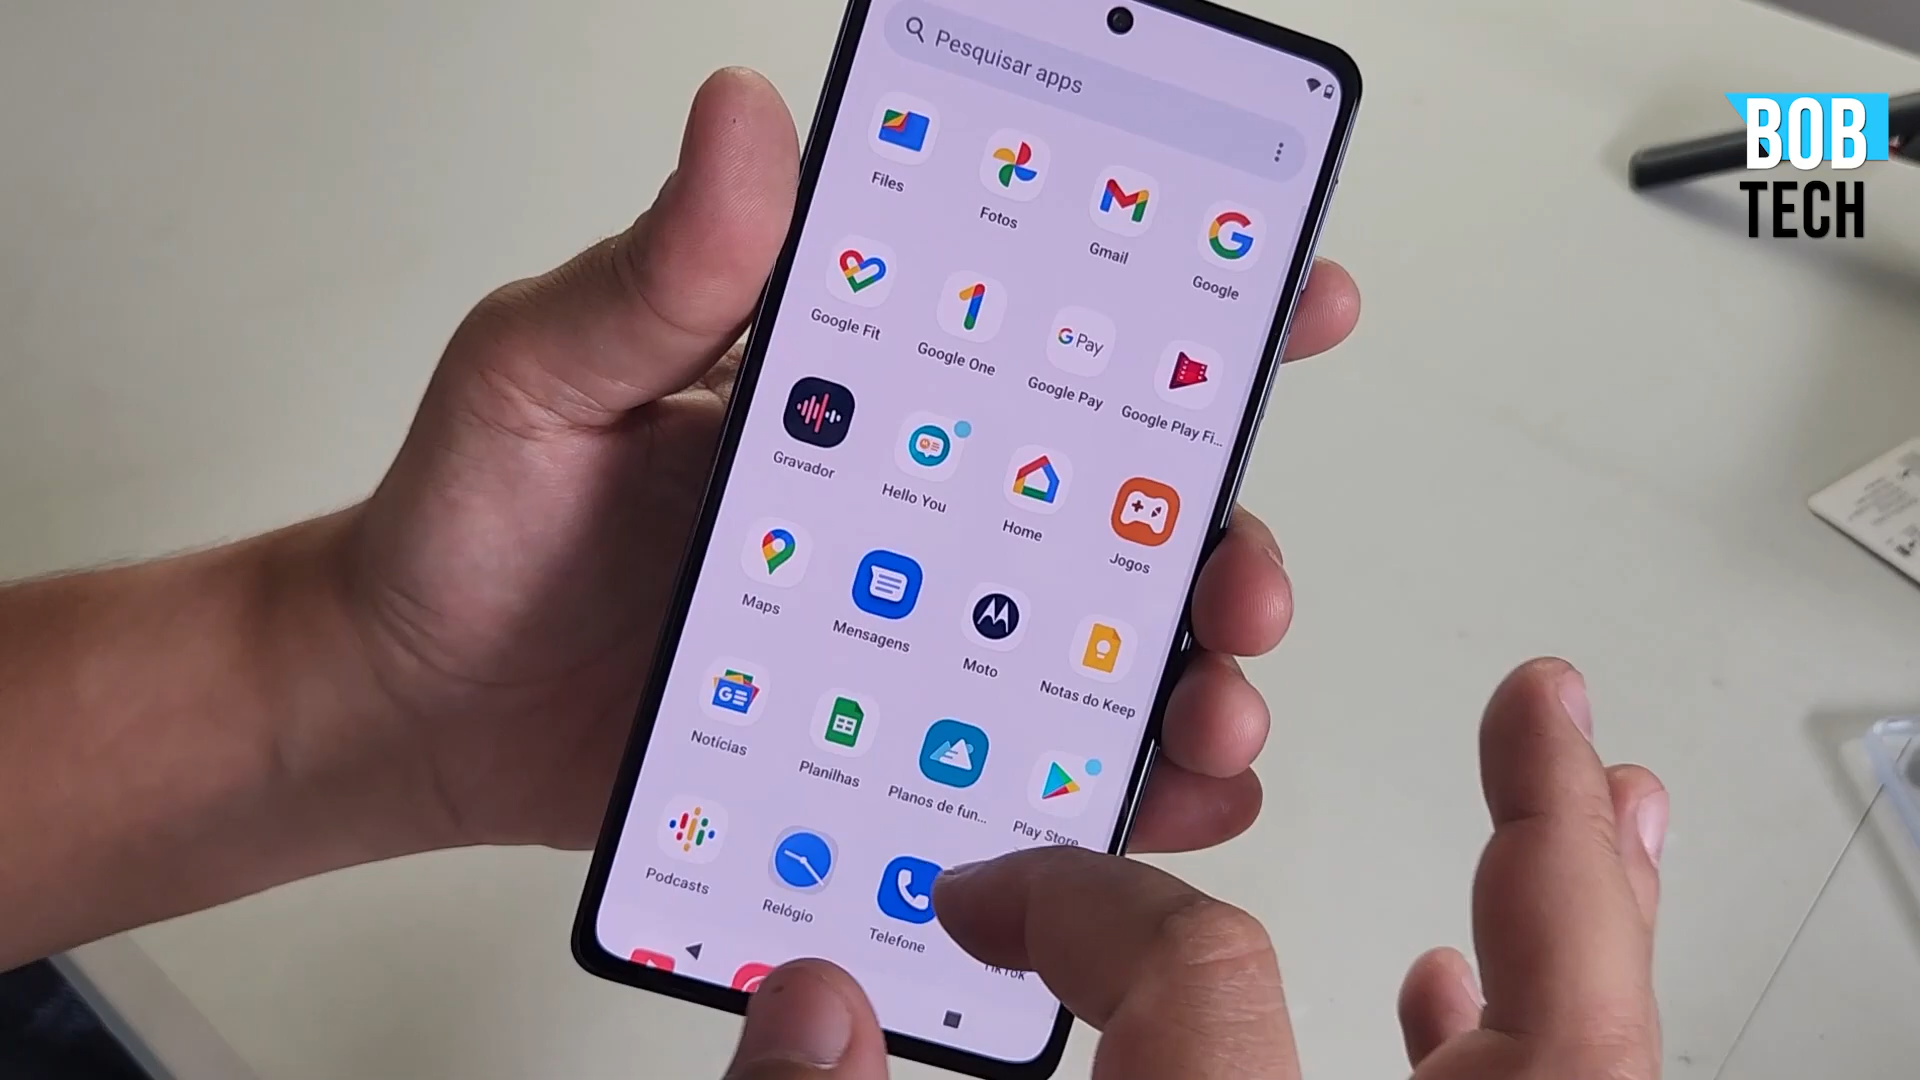 Pesquisar apps
BOB
TECH
Files
Fotos
Gmail
Google
Google Fit
Google One
G Pay
Google Pay
Google Play Fi...
Gravador
Hello You
Home
Jogos
Maps
Mensagens
Moto
Notas do Keep
GE
Notícias
Planilhas
Planos de fun...
Play Store
Podcasts
Relógio
Telefone
TikTok